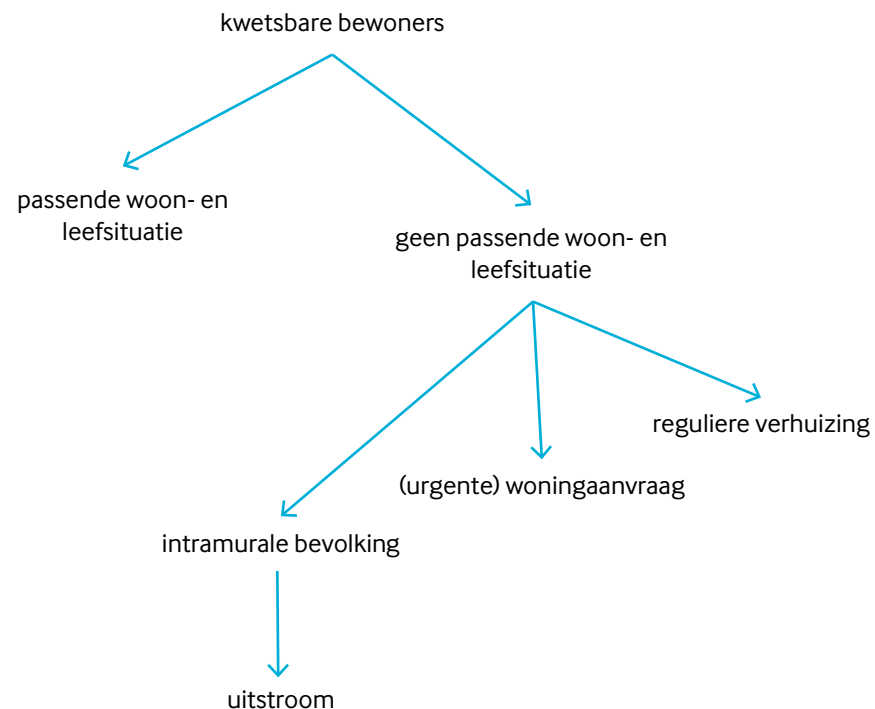 kwetsbare bewoners
passende woon- en
leefsituatie
geen passende woon- en
leefsituatie
reguliere verhuizing
(urgente) woningaanvraag
intramurale bevolking
uitstroom